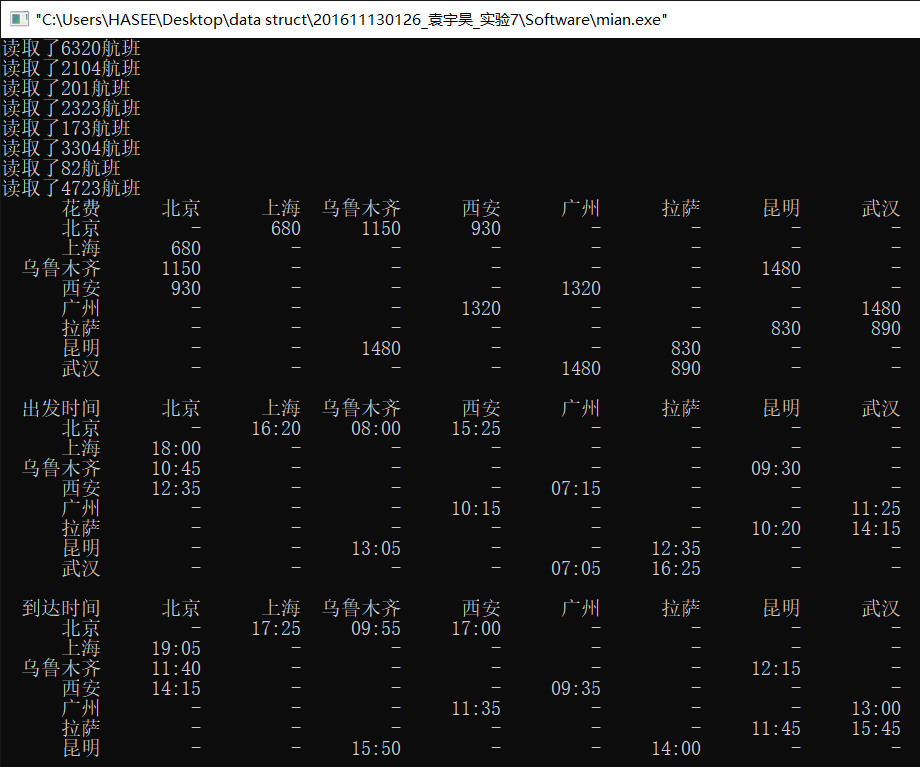 "C:\Users\HASEE\Desktop\data struct\201611130126_袁宇昊_实验7\Software\mian.exe"
读取了6320航班
读取了2104航班
读取了201航班
读取了2323航班
读取了173航班
读取了3304航班
读取了82航班
读取了4723航班
花费 北京 上海 乌鲁木齐 西安 广州 拉萨 昆明 武汉
北京 - 680 1150 930 - - - -
上海 680 - - - - - - -
乌鲁木齐 1150 - - - - - 1480 -
西安 930 - - - 1320 - - -
广州 - - - 1320 - - - 1480
拉萨 - - - - - - 830 890
昆明 - - 1480 - - 830 - -
武汉 - - - - 1480 890 - -
出发时间 北京 上海 乌鲁木齐 西安 广州 拉萨 昆明 武汉
北京 - 16:20 08:00 15:25 - - - -
上海 18:00 - - - - - - -
乌鲁木齐 10:45 - - - - - 09:30 -
西安 12:35 - - - 07:15 - - -
广州 - - - 10:15 - - - 11:25
拉萨 - - - - - - 10:20 14:15
昆明 - - 13:05 - - 12:35 - -
武汉 - - - - 07:05 16:25 - -
到达时间 北京 上海 乌鲁木齐 西安 广州 拉萨 昆明 武汉
北京 - 17:25 09:55 17:00 - - - -
上海 19:05 - - - - - - -
乌鲁木齐 11:40 - - - - - 12:15 -
西安 14:15 - - - 09:35 - - -
广州 - - - 11:35 - - - 13:00
拉萨 - - - - - - 11:45 15:45
昆明 - - 15:50 - - 14:00 - -